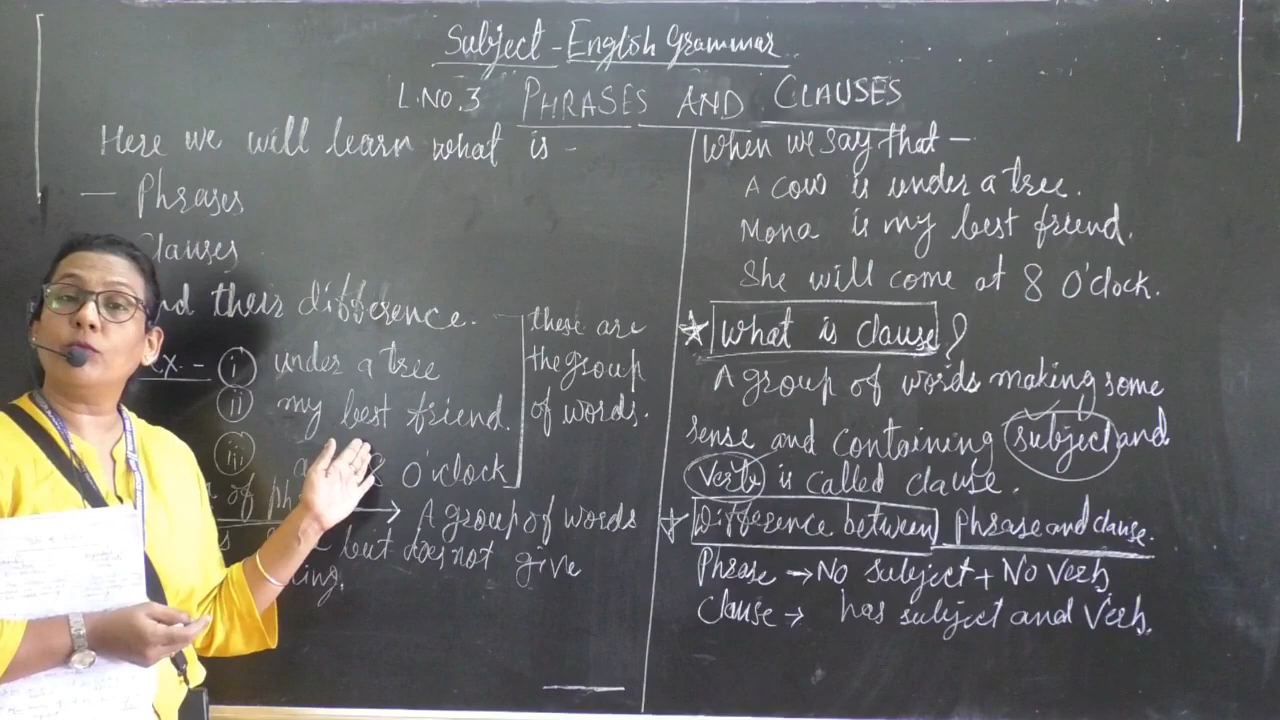 Subject - English Grammar
L.NO.3 PHRASES AND CLAUSES
Here we will learn what is -
— Phrases
Clauses
and their difference.
Ex. - (i) under a tree
(ii) my best friend.
(iii) 8 O'clock
these are
the group
of words.
of → A group of words
but does not give
When we say that —
A cow is under a tree.
Mona is my best friend.
She will come at 8 O'clock.
☆ What is clause?
A group of words making some
sense and containing subject and
verb is called clause.
☆ Difference between phrase and clause.
Phrase → No subject + No Verb
Clause → has subject and Verb.